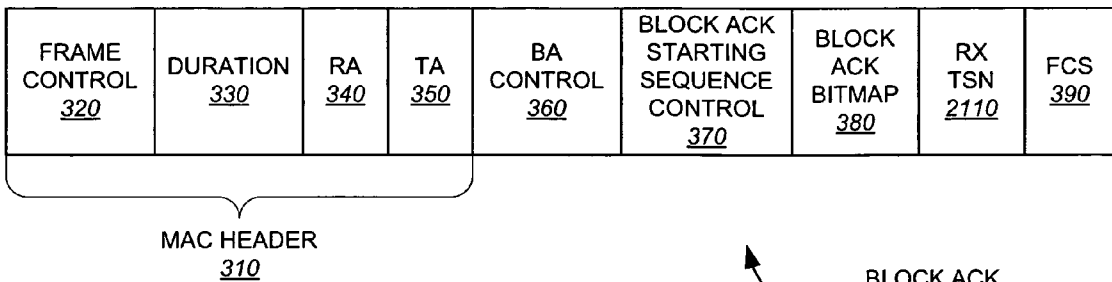 FRAME
CONTROL
320
DURATION
330
RA
340
TA
350
BA
CONTROL
360
BLOCK ACK
STARTING
SEQUENCE
CONTROL
370
BLOCK
ACK
BITMAP
380
RX
TSN
2110
FCS
390
MAC HEADER
310
BLOCK ACK